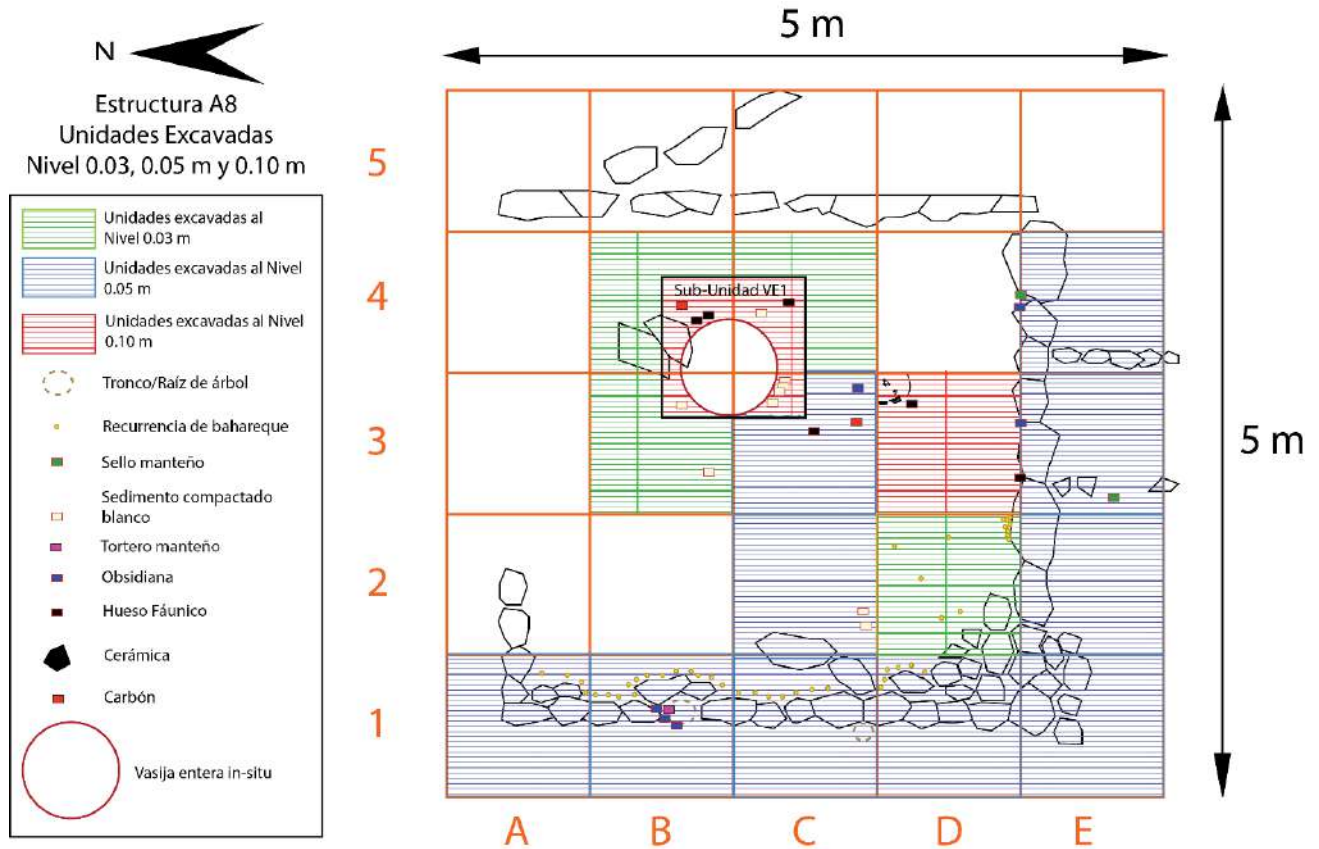 N
Estructura A8
Unidades Excavadas
Nivel 0.03, 0.05 m y 0.10 m
Unidades excavadas al
Nivel 0.03 m
Unidades excavadas al Nivel
0.05 m
Unidades excavadas al Nivel
0.10 m
Tronco/Raíz de árbol
Recurrencia de bahareque
Sello manteño
Sedimento compactado
blanco
Tortero manteño
Obsidiana
Hueso Fáunico
Cerámica
Carbón
Vasija entera in-situ
5 m
5
4
3
2
1
Sub-Unidad VE1
5 m
A
B
C
D
E